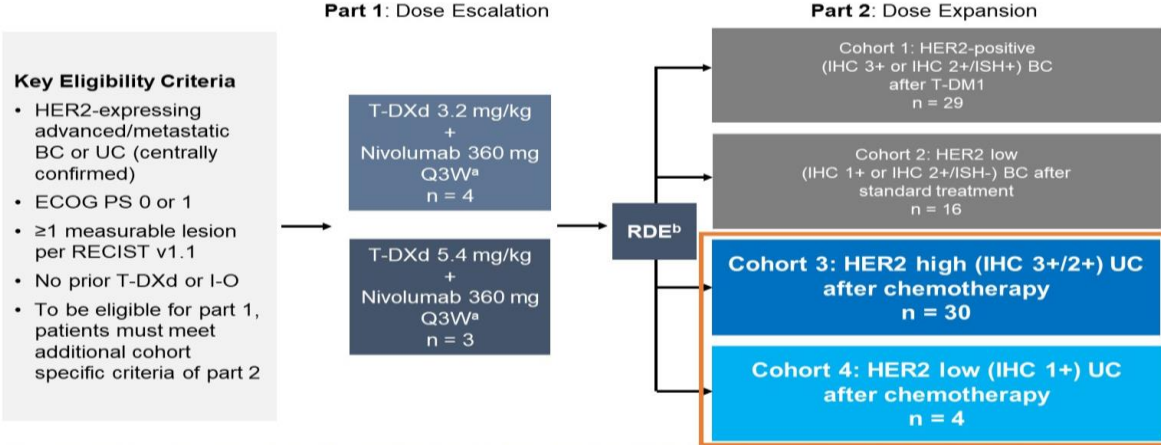 Part 1: Dose Escalation
Part 2: Dose Expansion
Key Eligibility Criteria
• HER2-expressing
advanced/metastatic
BC or UC (centrally
confirmed)
• ECOG PS 0 or 1
• ≥1 measurable lesion
per RECIST v1.1
• No prior T-DXd or I-O
• To be eligible for part 1,
patients must meet
additional cohort
specific criteria of part 2
T-DXd 3.2 mg/kg
+
Nivolumab 360 mg
Q3Wᵃ
n = 4
T-DXd 5.4 mg/kg
+
Nivolumab 360 mg
Q3Wᵃ
n = 3
RDEᵇ
Cohort 1: HER2-positive
(IHC 3+ or IHC 2+/ISH+) BC
after T-DM1
n = 29
Cohort 2: HER2 low
(IHC 1+ or IHC 2+/ISH-) BC after
standard treatment
n = 16
Cohort 3: HER2 high (IHC 3+/2+) UC
after chemotherapy
n = 30
Cohort 4: HER2 low (IHC 1+) UC
after chemotherapy
n = 4